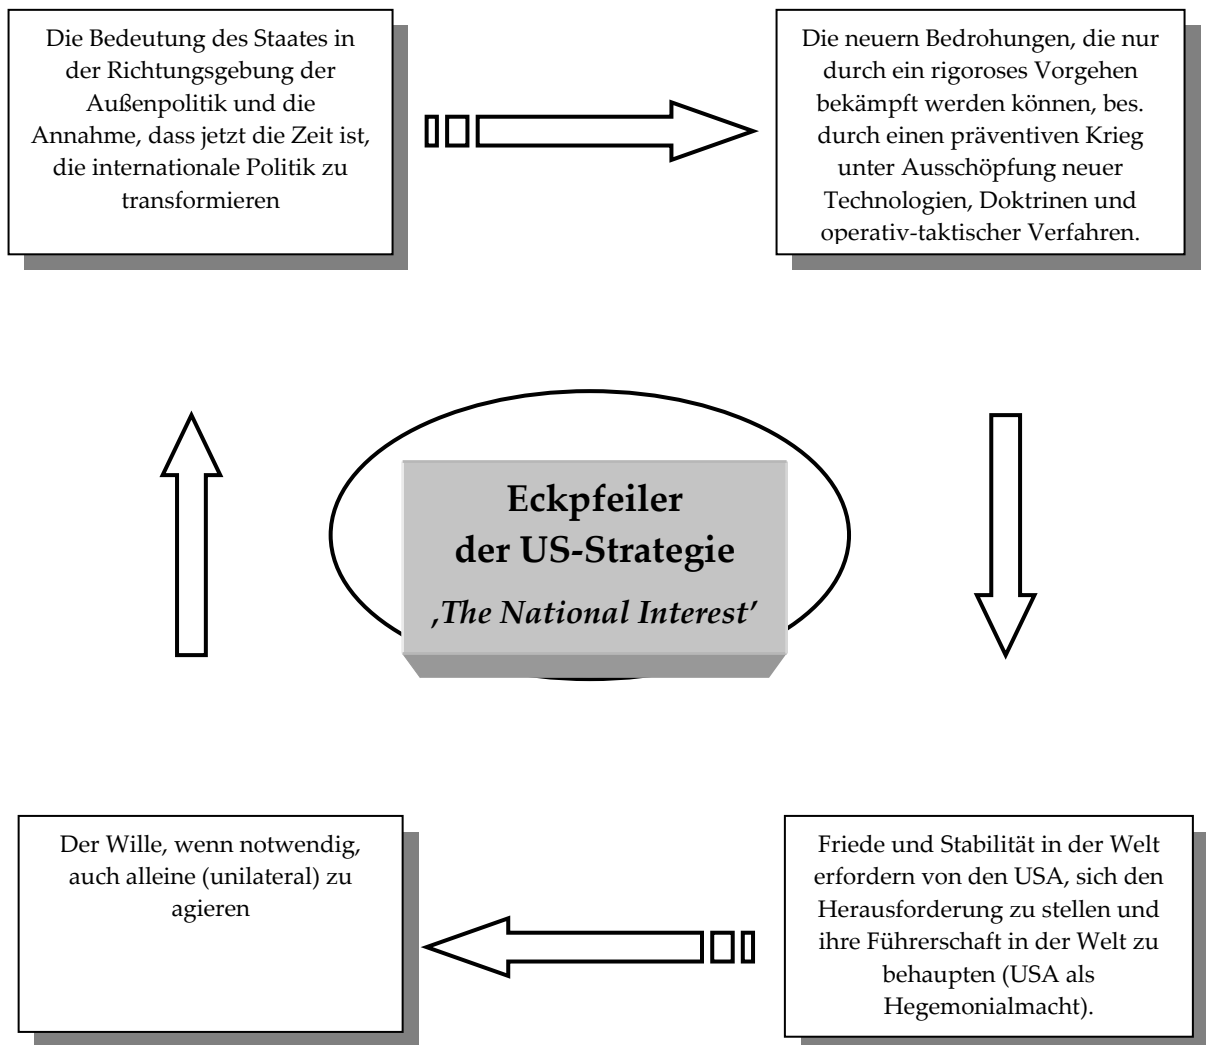 Die Bedeutung des Staates in
der Richtungsgebung der
Außenpolitik und die
Annahme, dass jetzt die Zeit ist,
die internationale Politik zu
transformieren
Die neuern Bedrohungen, die nur
durch ein rigoroses Vorgehen
bekämpft werden können, bes.
durch einen präventiven Krieg
unter Ausschöpfung neuer
Technologien, Doktrinen und
operativ-taktischer Verfahren.
Eckpfeiler
der US-Strategie
‚The National Interest’
Der Wille, wenn notwendig,
auch alleine (unilateral) zu
agieren
Friede und Stabilität in der Welt
erfordern von den USA, sich den
Herausforderung zu stellen und
ihre Führerschaft in der Welt zu
behaupten (USA als
Hegemonialmacht).